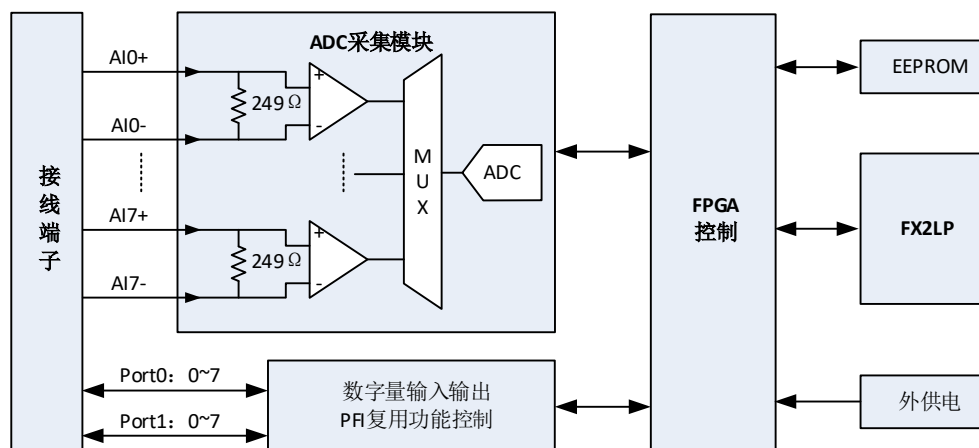 ADC采集模块
AI0+
249Ω
AI0-
+
-
接线端子
MUX
ADC
AI7+
249Ω
AI7-
+
-
Port0：0~7
Port1：0~7
数字量输入输出
PFI复用功能控制
FPGA
控制
EEPROM
FX2LP
外供电